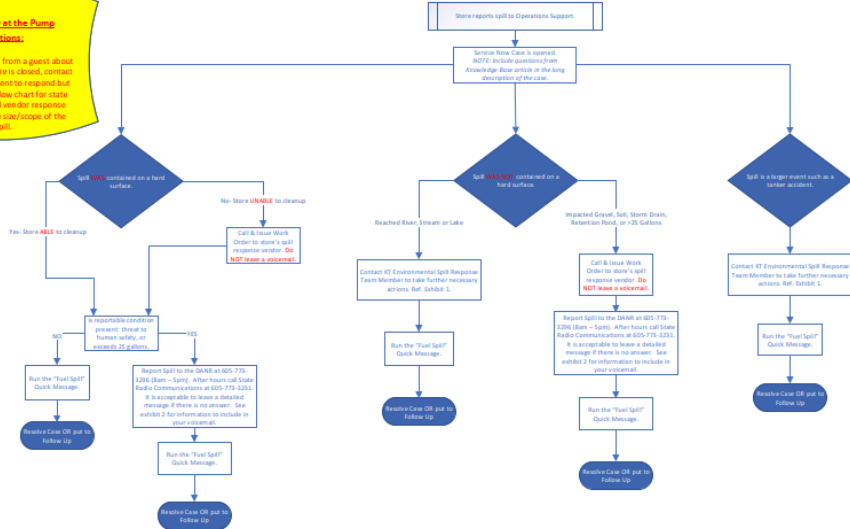 at the Pump
tions:
from a guest about
re is closed, contact
ent to respond but
low chart for state
l vendor response
size/scope of the
pill.
Store reports spill to Operations Support.
Service Now Case is opened.
NOTE: Include questions from
Knowledge Base article in the long
description of the case.
Spill WAS contained on a hard
surface.
Yes- Store ABLE to cleanup
No- Store UNABLE to cleanup
Call & Issue Work
Order to store's spill
response vendor. Do
NOT leave a voicemail.
Is reportable condition
present: threat to
human safety, or
exceeds 25 gallons.
NO
YES
Run the "Fuel Spill"
Quick Message.
Resolve Case OR put to
Follow Up
Report Spill to the DANR at 605-773-
3296 (8am – 5pm). After hours call State
Radio Communications at 605-773-3231.
It is acceptable to leave a detailed
message if there is no answer. See
exhibit 2 for information to include in
your voicemail.
Run the "Fuel Spill"
Quick Message.
Resolve Case OR put to
Follow Up
Spill WAS NOT contained on a
hard surface.
Reached River, Stream or Lake
Impacted Gravel, Soil, Storm Drain,
Retention Pond, or >25 Gallons
Contact KT Environmental Spill Response
Team Member to take further necessary
actions. Ref. Exhibit 1.
Run the "Fuel Spill"
Quick Message.
Resolve Case OR put to
Follow Up
Call & Issue Work
Order to store's spill
response vendor. Do
NOT leave a voicemail.
Report Spill to the DANR at 605-773-
3296 (8am – 5pm). After hours call State
Radio Communications at 605-773-3231.
It is acceptable to leave a detailed
message if there is no answer. See
exhibit 2 for information to include in
your voicemail.
Run the "Fuel Spill"
Quick Message.
Resolve Case OR put to
Follow Up
Spill is a larger event such as a
tanker accident.
Contact KT Environmental Spill Response
Team Member to take further necessary
actions. Ref. Exhibit 1.
Run the "Fuel Spill"
Quick Message.
Resolve Case OR put to
Follow Up